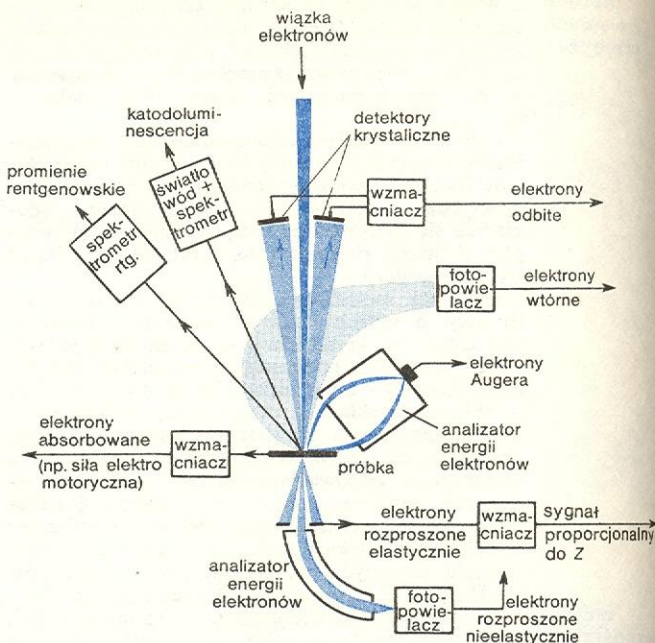 wiązka
elektronów
katodolumi-
nescencja
detektory
krystaliczne
promienie
rentgenowskie
światło
wód +
spek-
trometr
spek-
trometr
rtg.
wzma-
cniacz
elektrony
odbite
foto-
powie-
lacz
elektrony
wtórne
elektrony
Augera
analizator
energii
elektronów
elektrony
absorbowane
(np. siła elektro
motoryczna)
wzma-
cniacz
próbka
elektrony
rozproszone
elastycznie
wzma-
cniacz
sygnał
proporcjonalny
do Z
analizator
energii
elektronów
foto-
powie-
lacz
elektrony
rozproszone
nieelastycznie